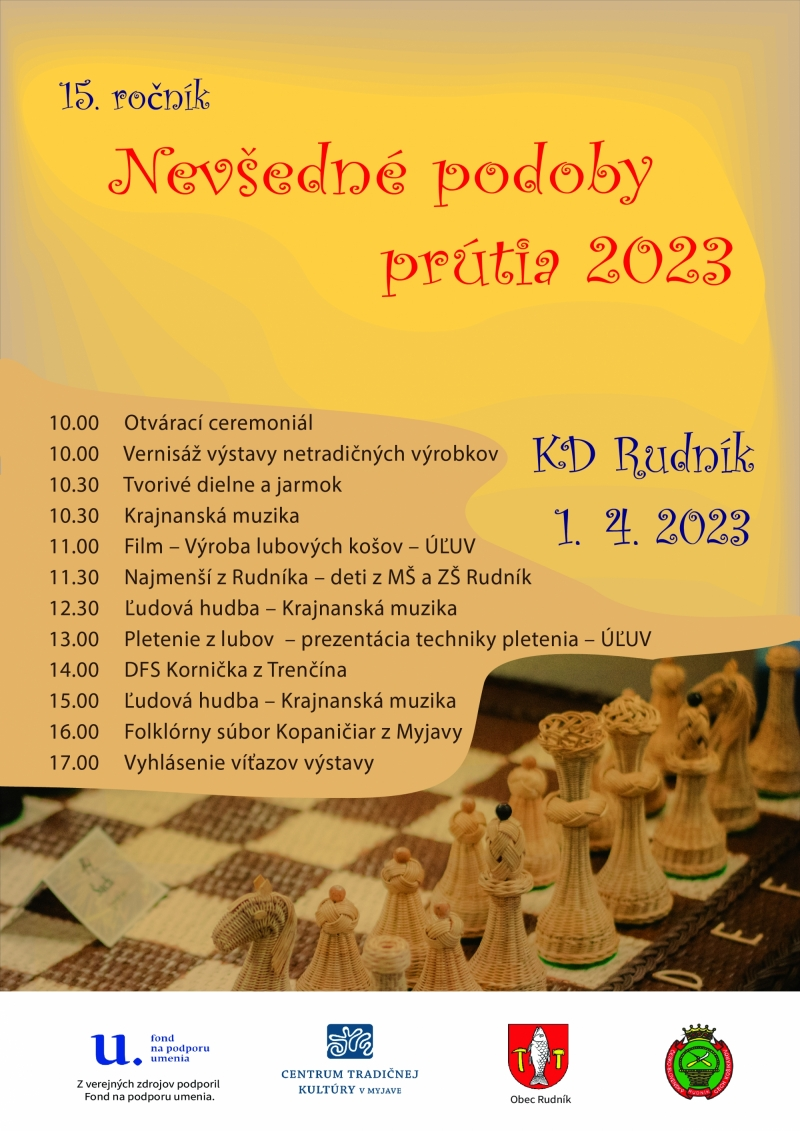 15. ročník
Nevšedné podoby
prútia 2023
10.00 Otvárací ceremoniál
10.00 Vernisáž výstavy netradičných výrobkov
10.30 Tvorivé dielne a jarmok
10.30 Krajnanská muzika
11.00 Film – Výroba lubových košov – ÚĽUV
11.30 Najmenší z Rudníka – deti z MŠ a ZŠ Rudník
12.30 Ľudová hudba – Krajnanská muzika
13.00 Pletenie z lubov – prezentácia techniky pletenia – ÚĽUV
14.00 DFS Kornička z Trenčína
15.00 Ľudová hudba – Krajnanská muzika
16.00 Folklórny súbor Kopaničiar z Myjavy
17.00 Vyhlásenie víťazov výstavy
KD Rudník
1. 4. 2023
D E F
u. fond
na podporu
umenia
Z verejných zdrojov podporil
Fond na podporu umenia.
CENTRUM TRADIČNEJ
KULTÚRY V MYJAVE
Obec Rudník
RUDNÍK